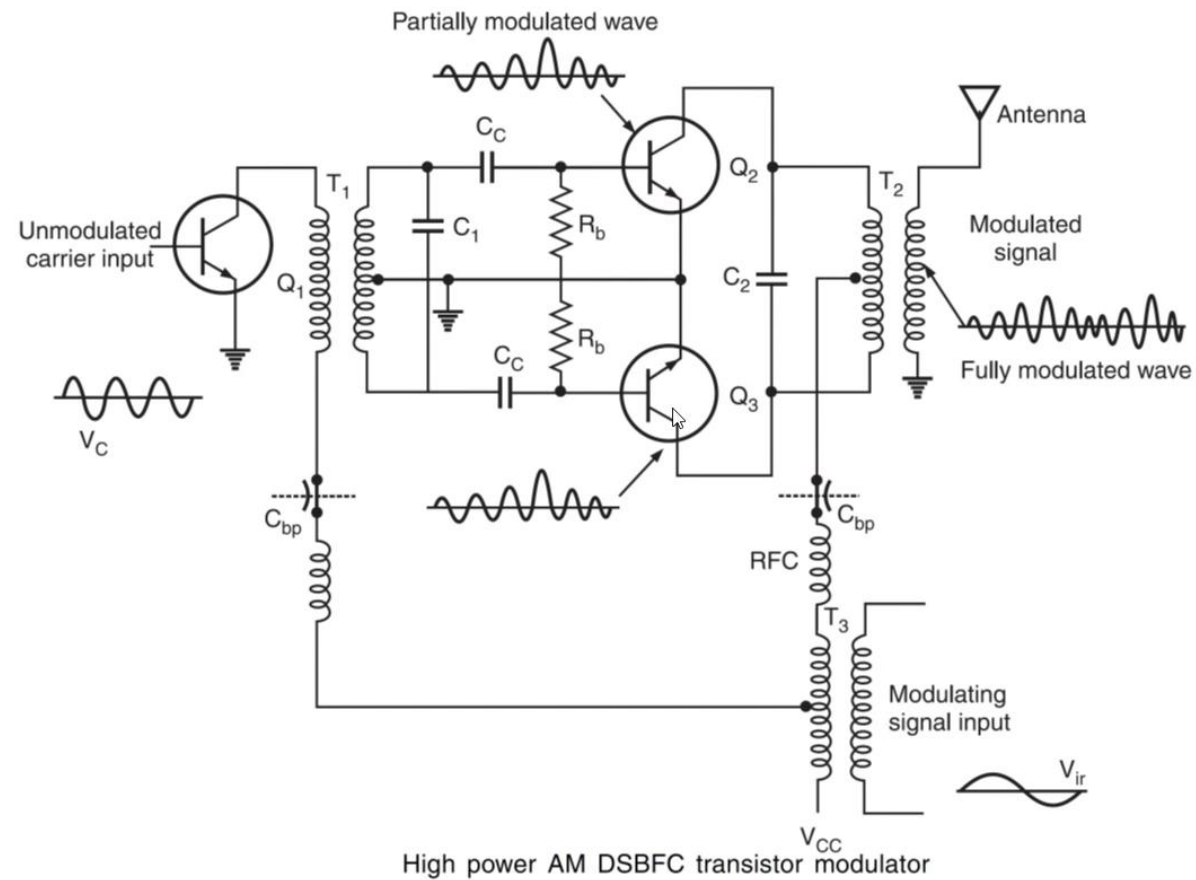 Partially modulated wave
Antenna
C_C
Q_2
T_1
T_2
Unmodulated
carrier input
C_1
R_b
Modulated
signal
Q_1
C_2
R_b
C_C
Fully modulated wave
Q_3
V_C
C_bp
C_bp
RFC
T_3
Modulating
signal input
V_ir
V_CC
High power AM DSBFC transistor modulator